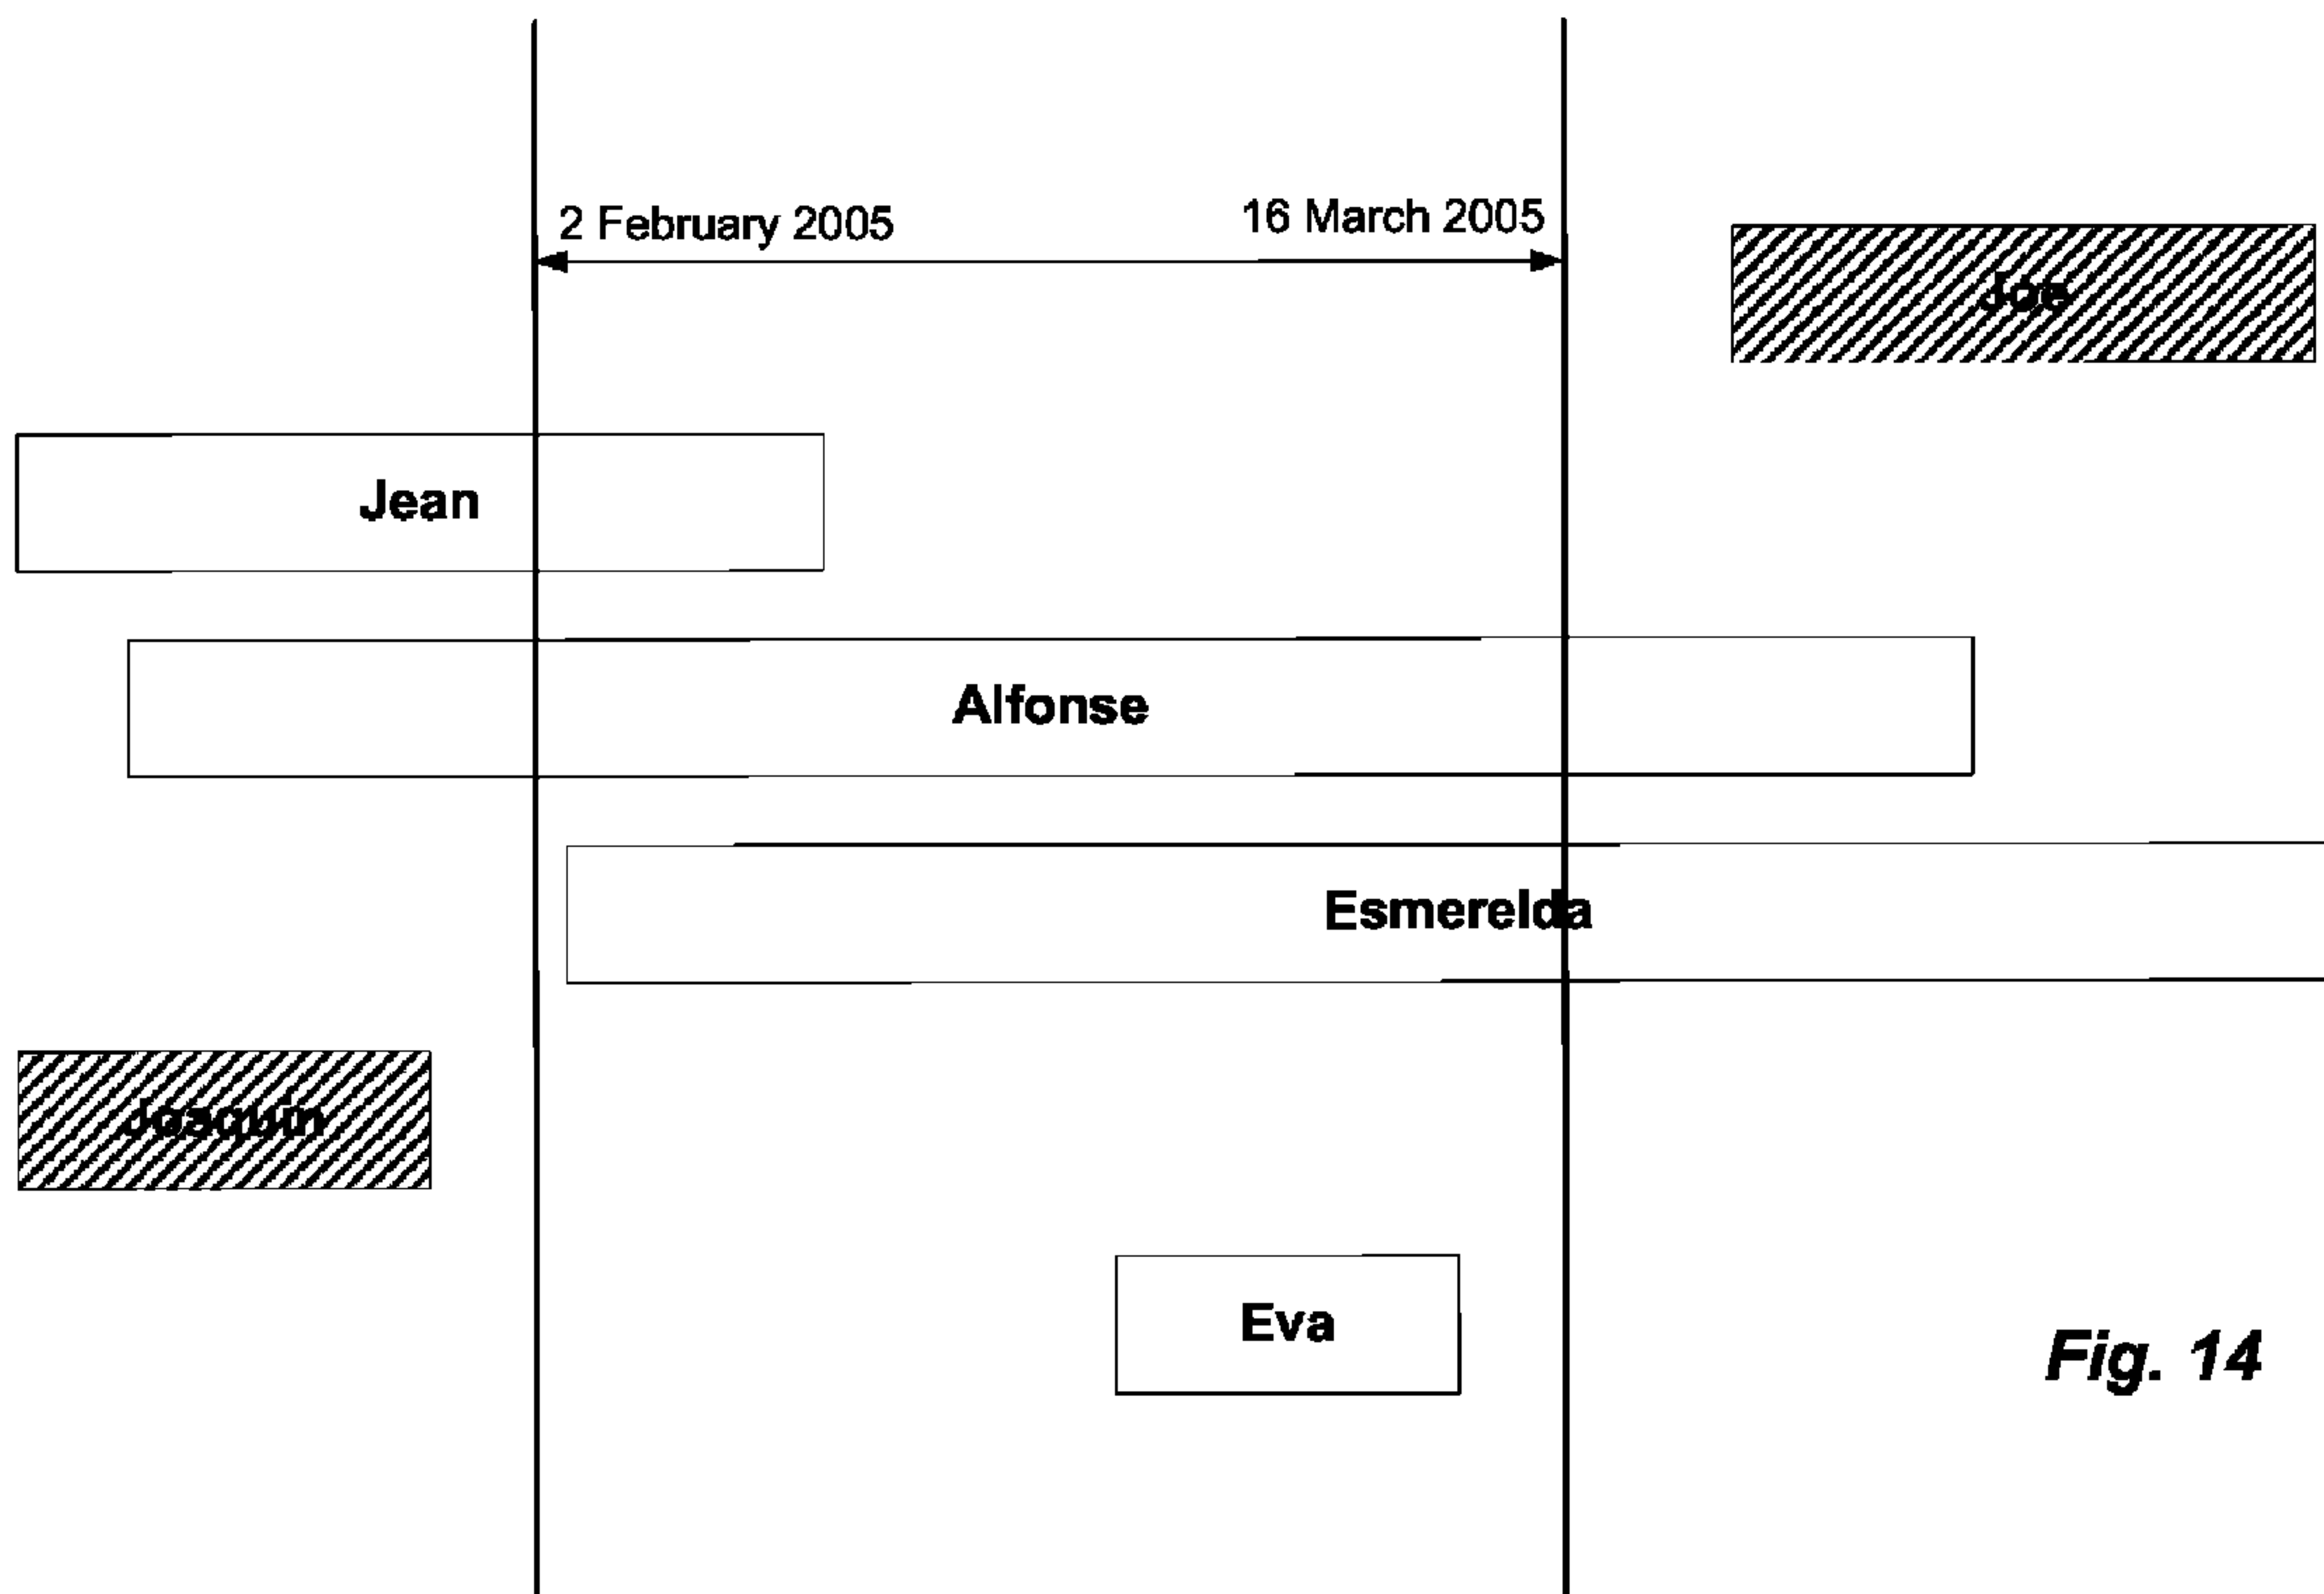 2 February 2005
16 March 2005
Joe
Jean
Alfonse
Esmerelda
Joaquin
Eva
Fig. 14